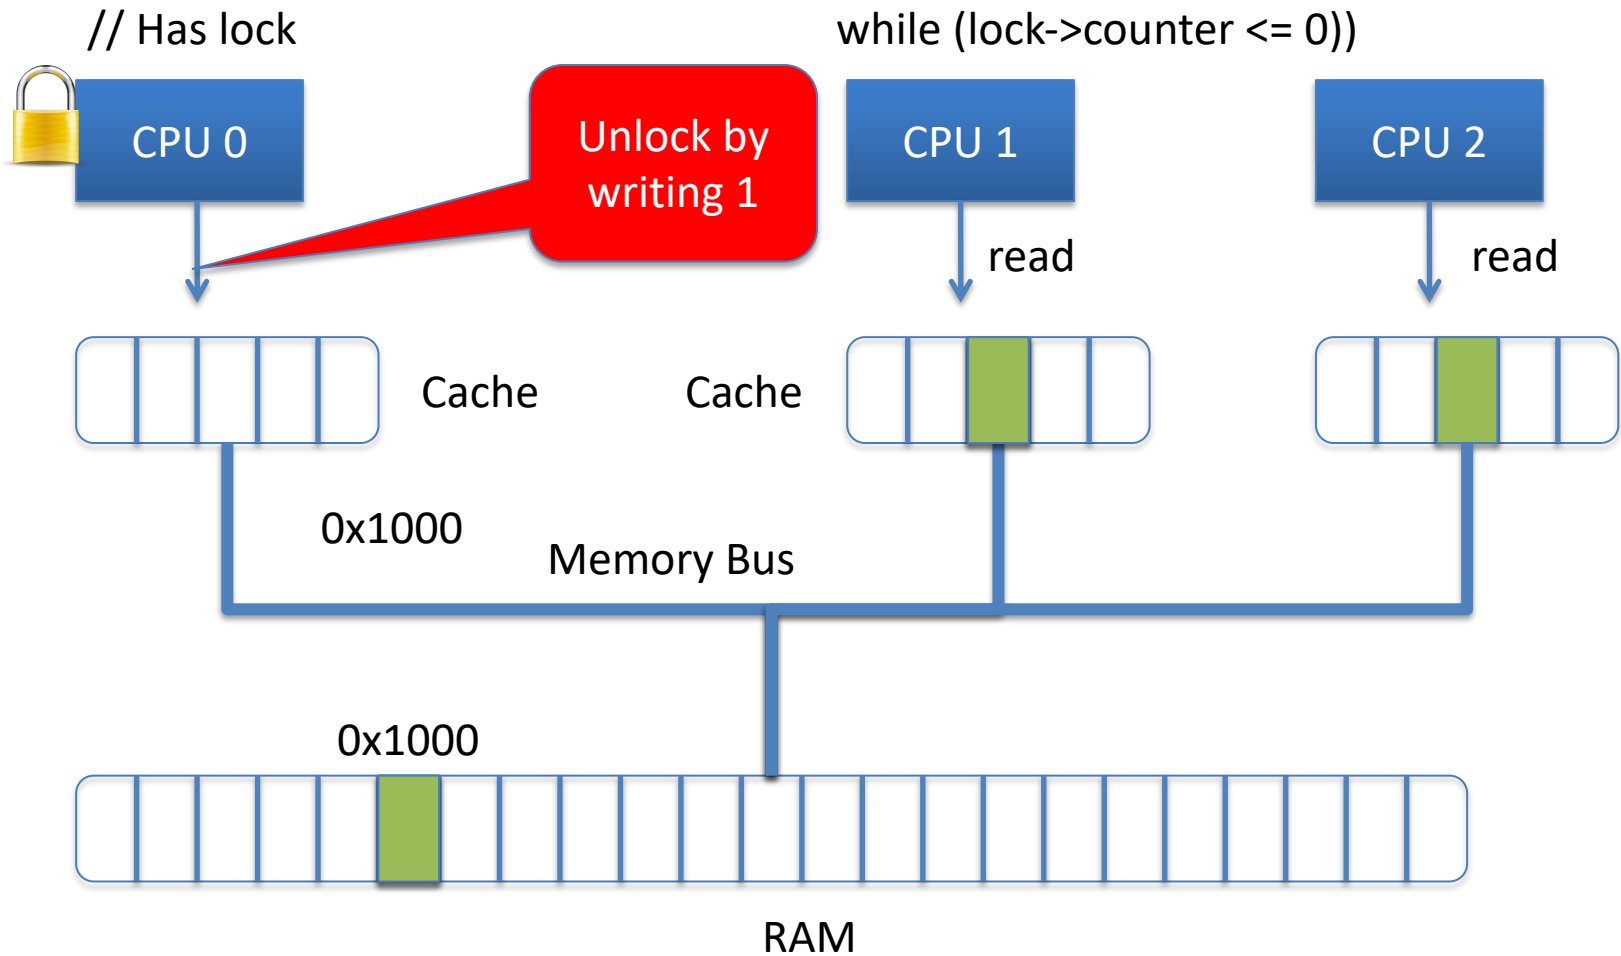 // Has lock
while (lock->counter <= 0))
CPU 0
Unlock by
writing 1
CPU 1
CPU 2
read
read
Cache
Cache
0x1000
Memory Bus
0x1000
RAM